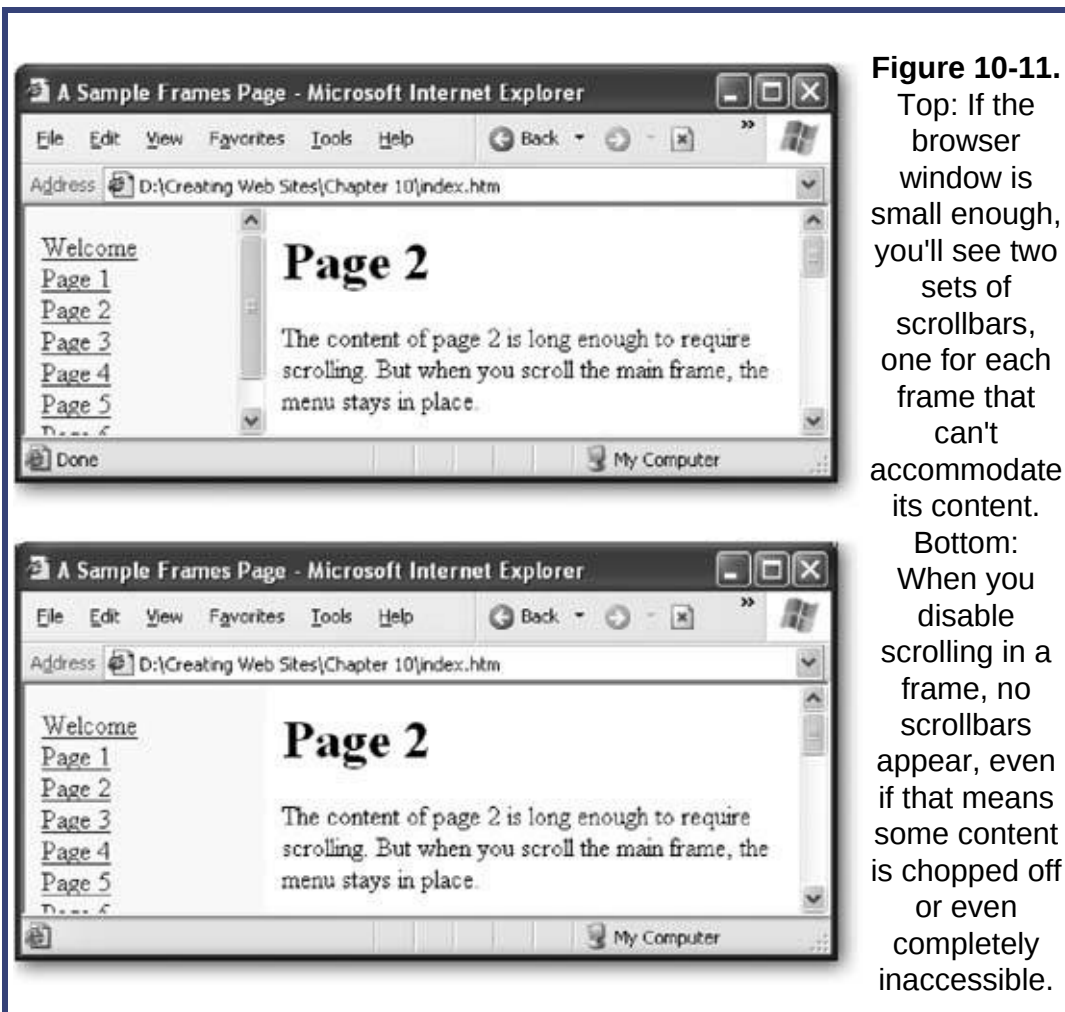 A Sample Frames Page - Microsoft Internet Explorer
File Edit View Favorites Tools Help Back »
Address D:\Creating Web Sites\Chapter 10\index.htm
Welcome
Page 1
Page 2
Page 3
Page 4
Page 5
Page 2
The content of page 2 is long enough to require
scrolling. But when you scroll the main frame, the
menu stays in place.
Done My Computer
A Sample Frames Page - Microsoft Internet Explorer
File Edit View Favorites Tools Help Back »
Address D:\Creating Web Sites\Chapter 10\index.htm
Welcome
Page 1
Page 2
Page 3
Page 4
Page 5
Page 2
The content of page 2 is long enough to require
scrolling. But when you scroll the main frame, the
menu stays in place.
My Computer
Figure 10-11.
Top: If the
browser
window is
small enough,
you'll see two
sets of
scrollbars,
one for each
frame that
can't
accommodate
its content.
Bottom:
When you
disable
scrolling in a
frame, no
scrollbars
appear, even
if that means
some content
is chopped off
or even
completely
inaccessible.